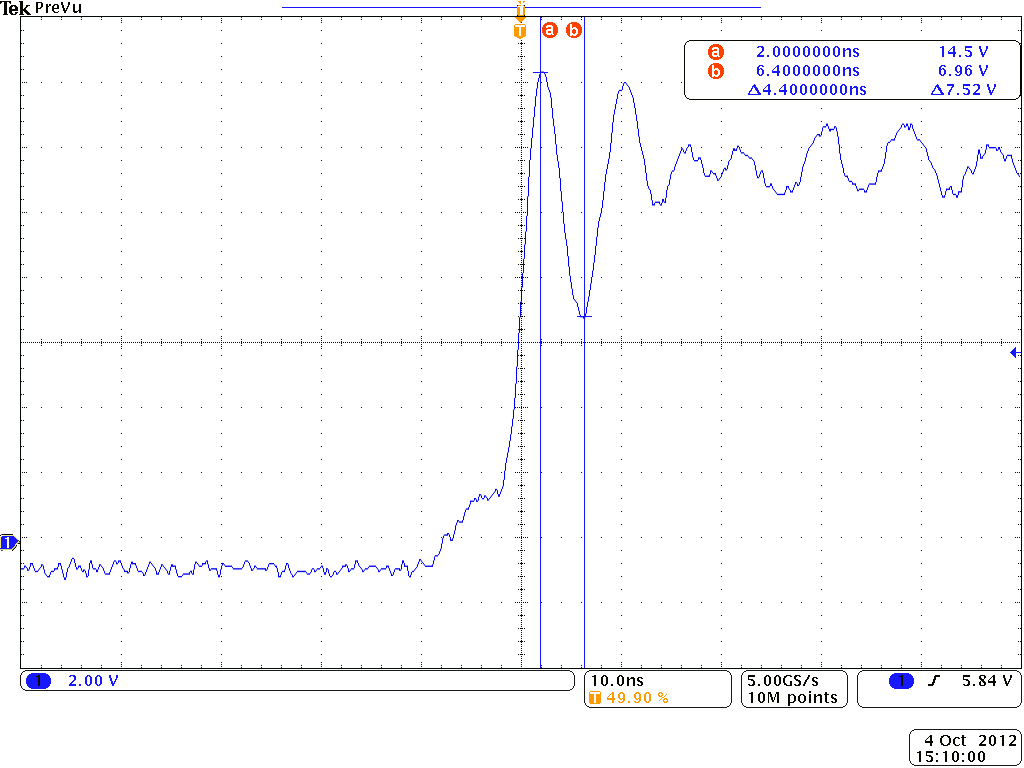 Tek PreVu
T
T a b
a 2.0000000ns 14.5 V
b 6.4000000ns 6.96 V
Δ4.4000000ns Δ7.52 V
1
1 2.00 V
10.0ns
T 49.90 %
5.00GS/s
10M points
1 5.84 V
4 Oct 2012
15:10:00